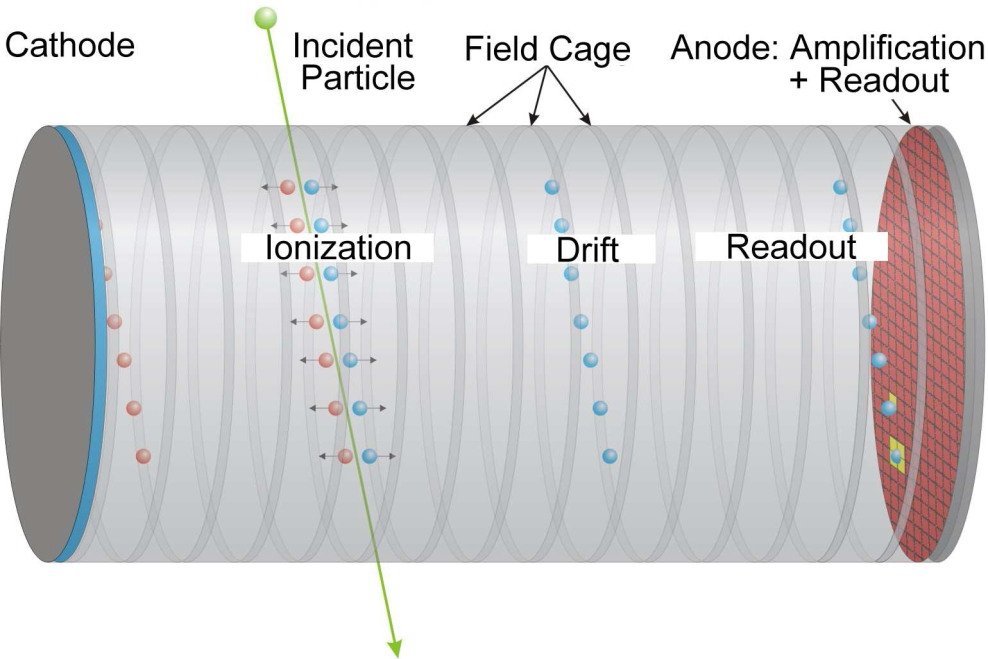 Cathode
Incident
Particle
Field Cage
Anode: Amplification
+ Readout
Ionization
Drift
Readout